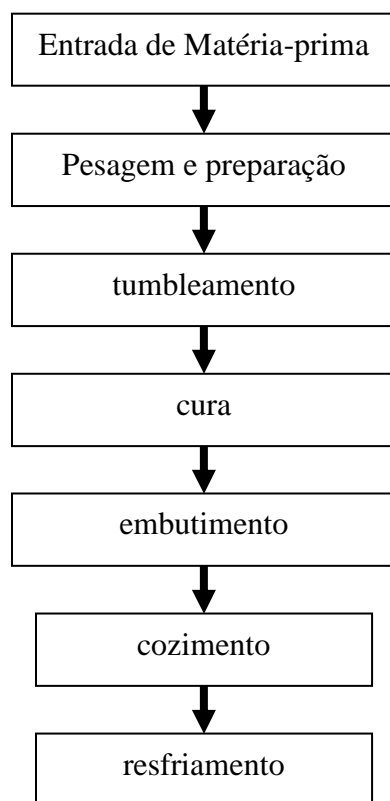 Entrada de Matéria-prima
Pesagem e preparação
tumbleamento
cura
embutimento
cozimento
resfriamento